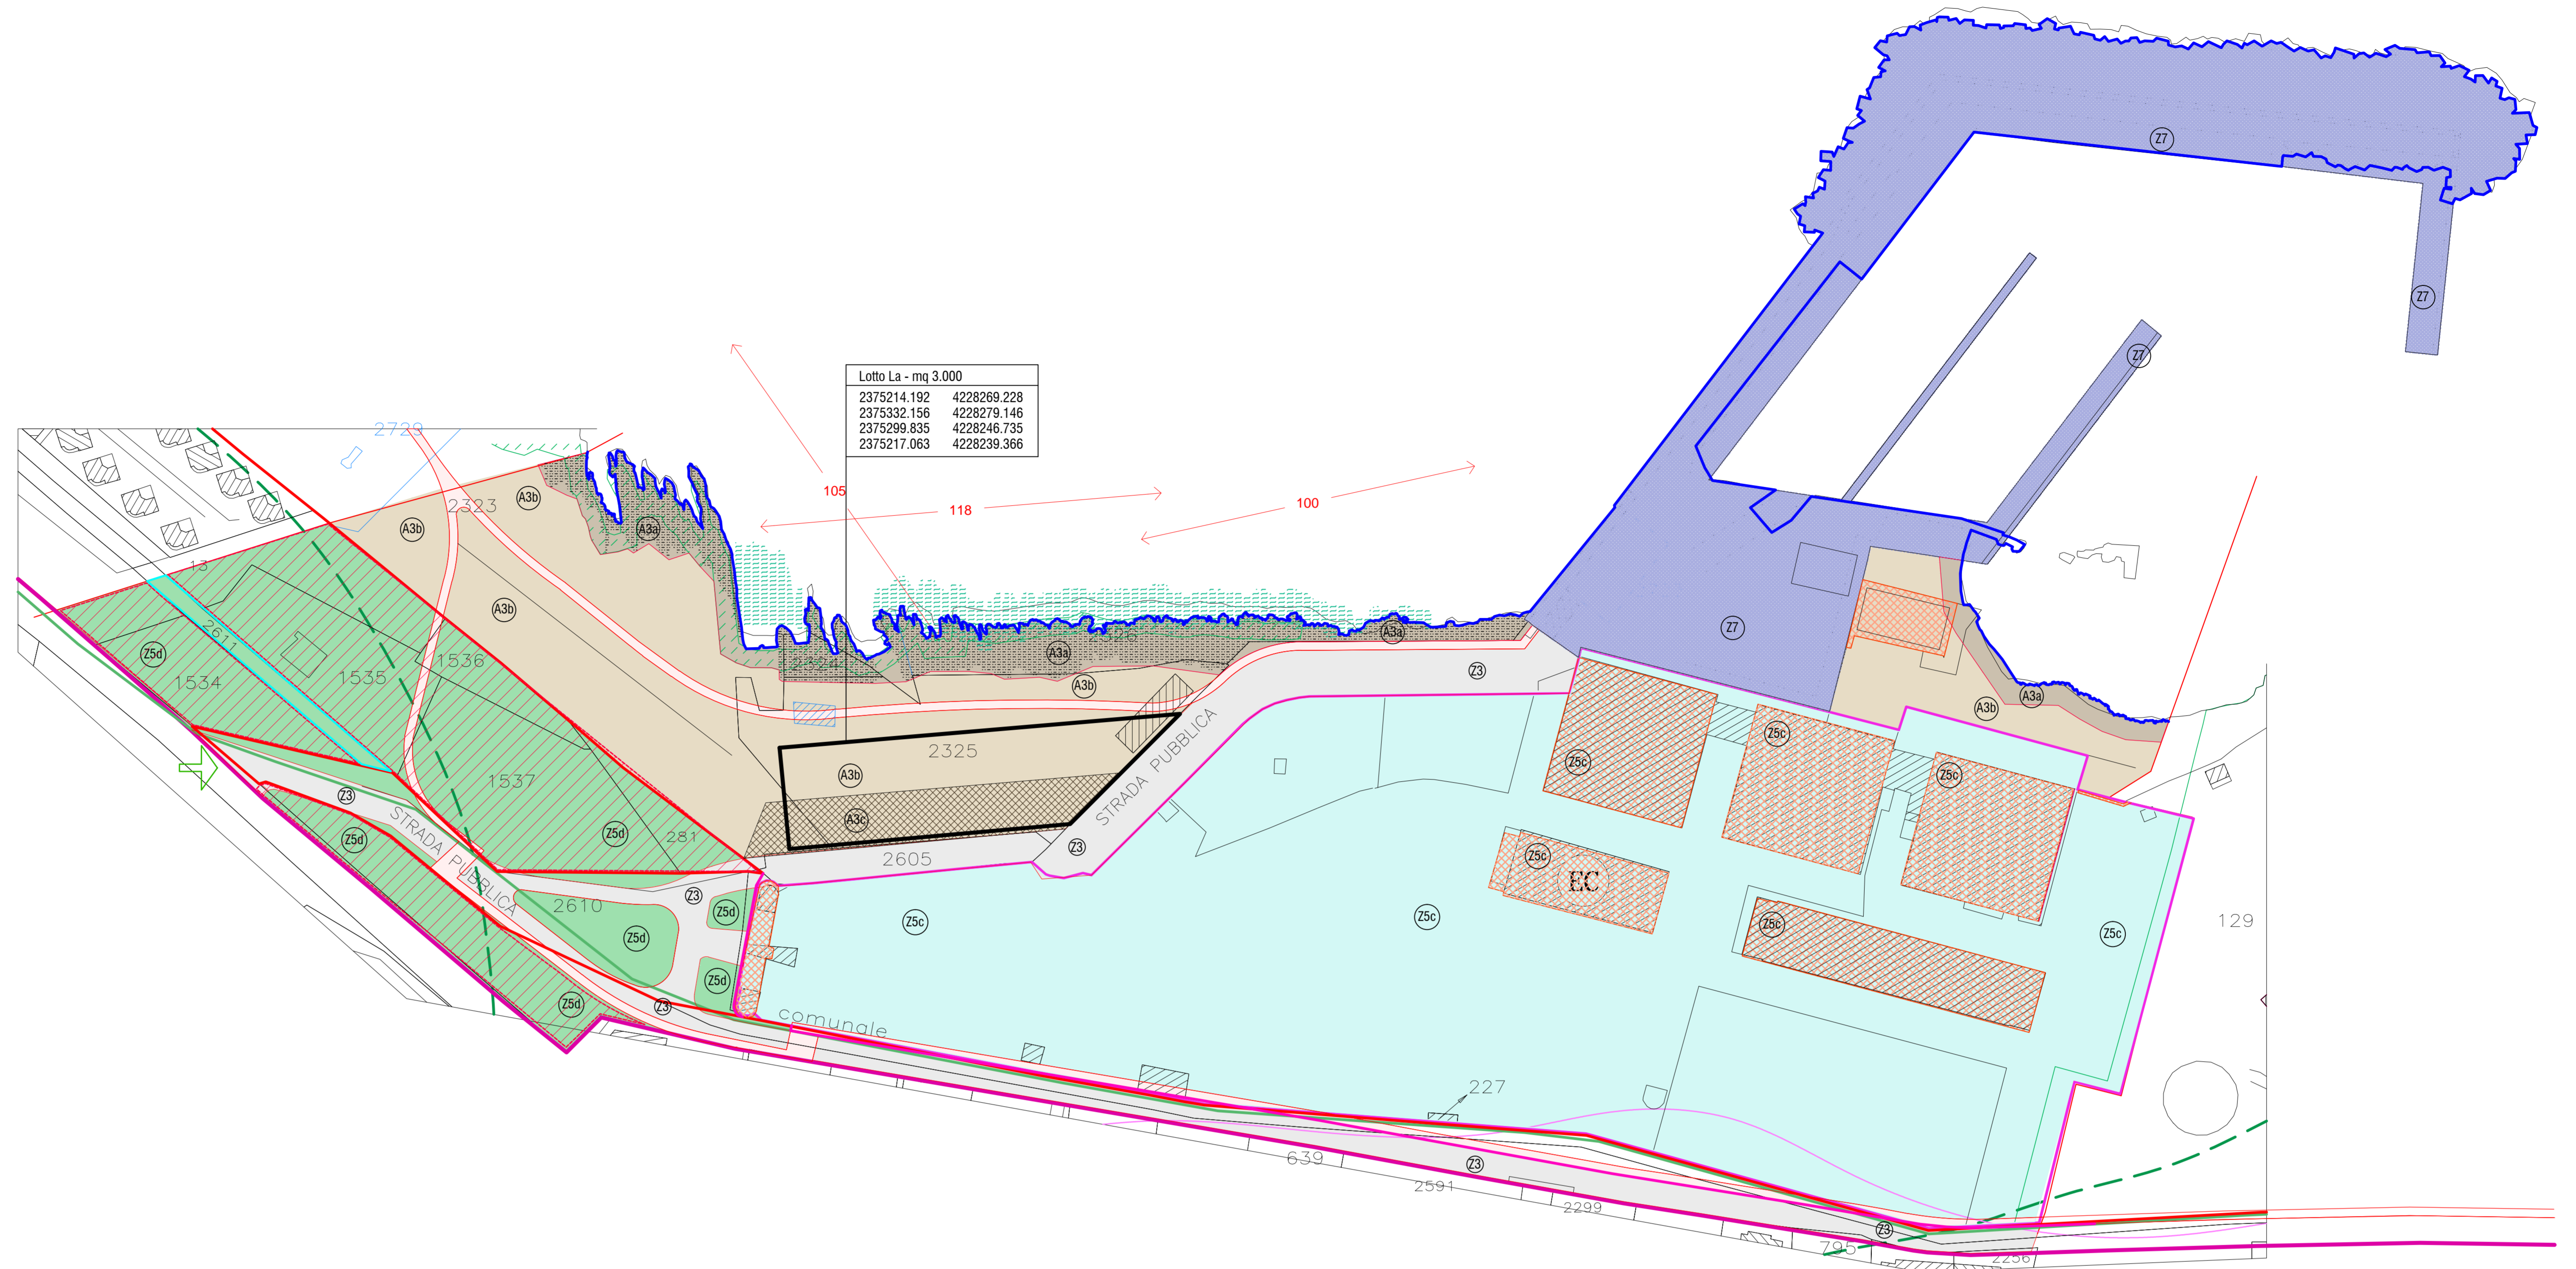 Z7
Z7
Z7
Lotto La - mq 3.000
2375214.192 4228269.228
2375332.156 4228279.146
2375299.835 4228246.735
2375217.063 4228239.366
2729
105
118
100
A3b
2323
A3b
A3a
13
A3b
2611
Z5d
1534
1535
1536
A3a
A3a
A3b
Z3
Z7
A3a
A3b
STRADA PUBBLICA
2325
A3b
A3c
Z5c
Z5c
Z5c
1537
Z3
STRADA PUBBLICA
Z5d
Z5d
281
2605
Z3
Z5c
EC
Z3
2610
Z5d
Z5d
Z5c
Z5c
Z5c
Z5c
129
Z5d
Z5d
Z3
comunale
227
639
Z3
2591
2299
Z3
795
2256